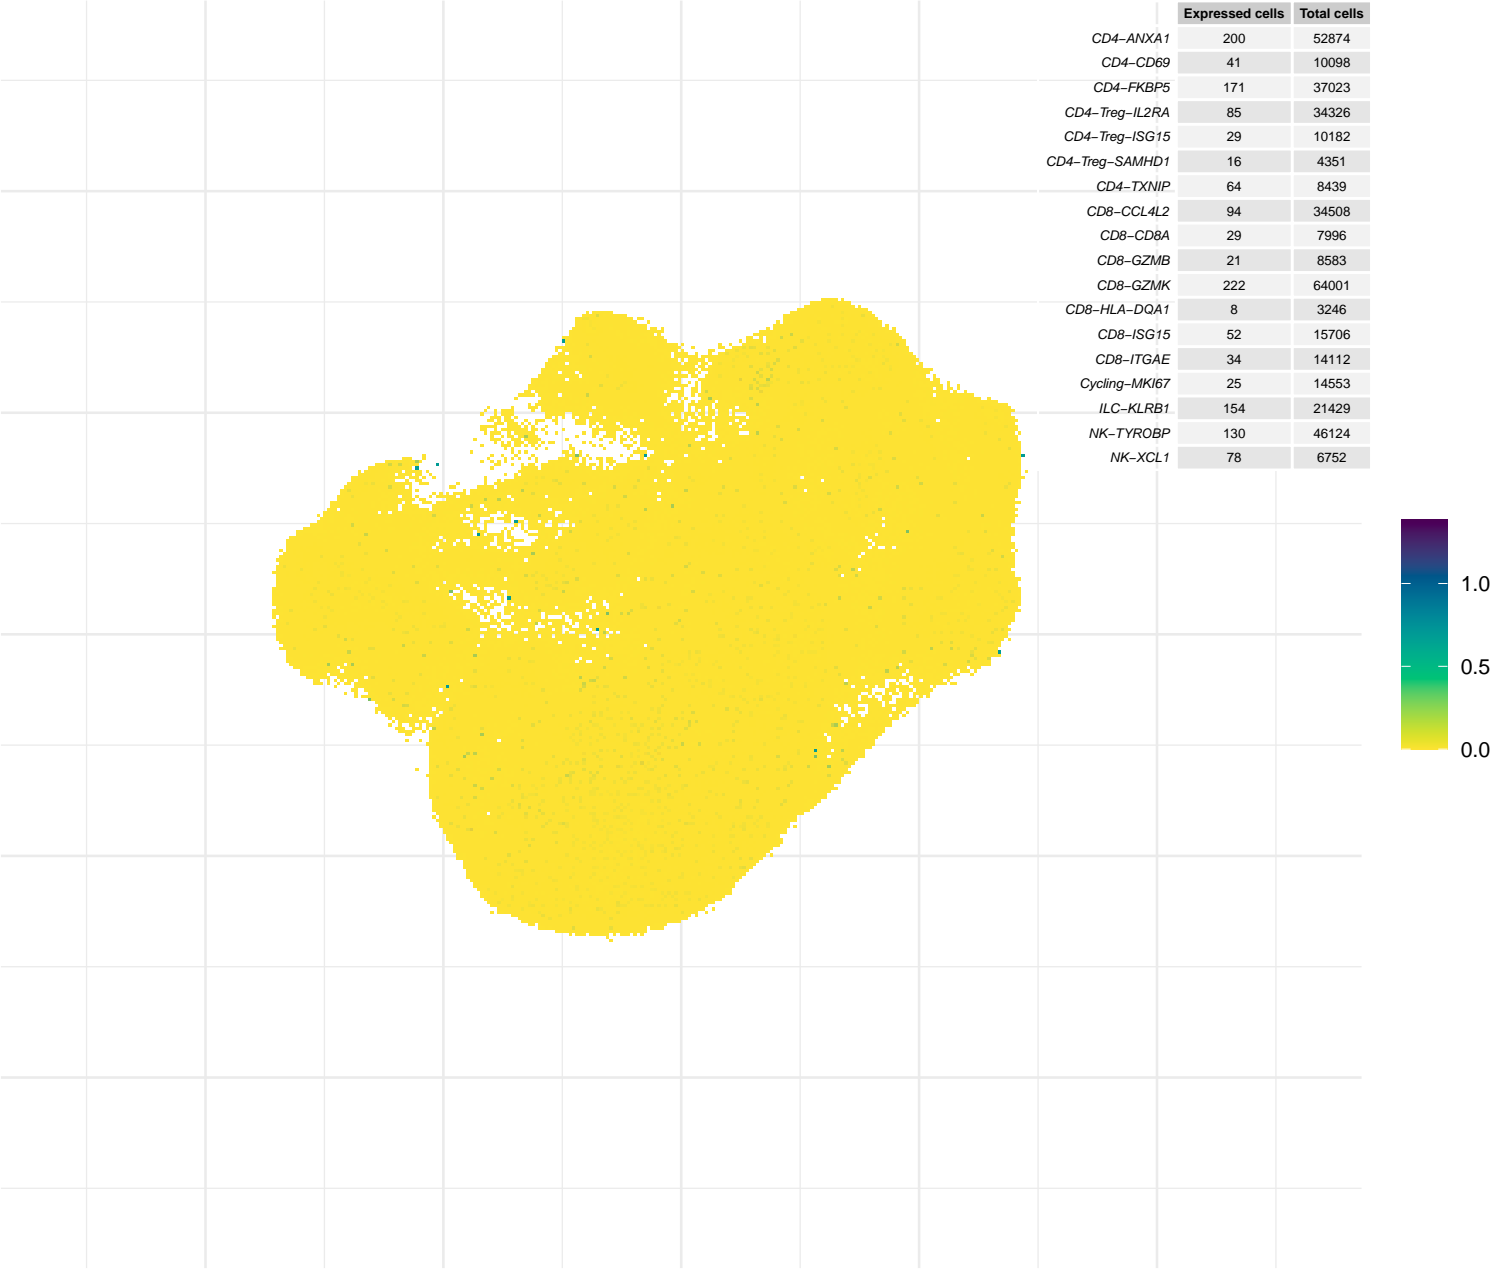 Expressed cells Total cells
CD4−ANXA1 200 52874
CD4−CD69 41 10098
CD4−FKBP5 171 37023
CD4−Treg−IL2RA 85 34326
CD4−Treg−ISG15 29 10182
CD4−Treg−SAMHD1 16 4351
CD4−TXNIP 64 8439
CD8−CCL4L2 94 34508
CD8−CD8A 29 7996
CD8−GZMB 21 8583
CD8−GZMK 222 64001
CD8−HLA−DQA1 8 3246
CD8−ISG15 52 15706
CD8−ITGAE 34 14112
Cycling−MKI67 25 14553
ILC−KLRB1 154 21429
NK−TYROBP 130 46124
NK−XCL1 78 6752
1.0
0.5
0.0